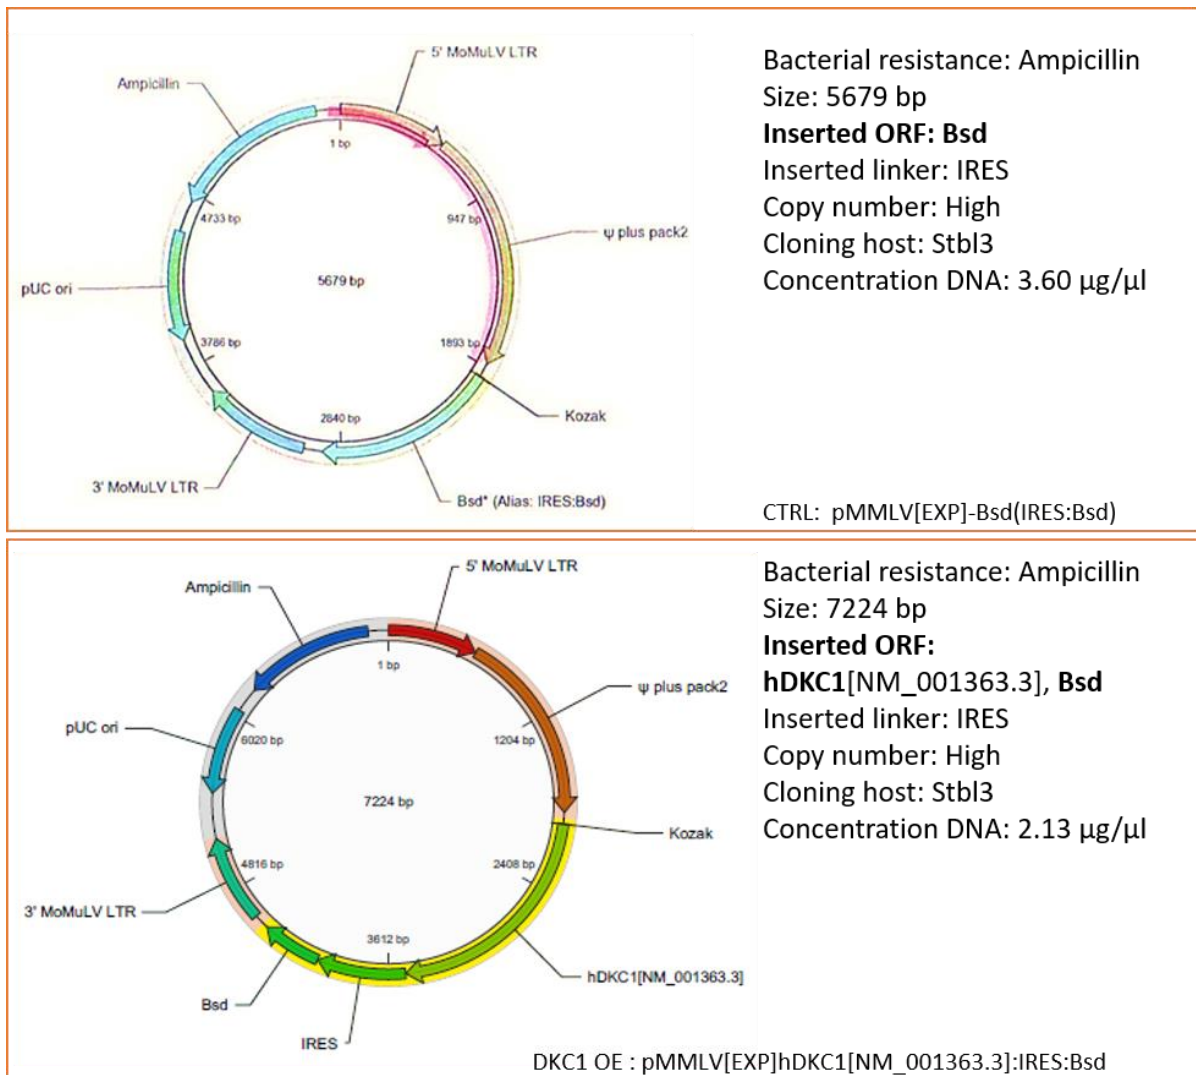 5' MoMuLV LTR
Ampicillin
1 bp
4733 bp
947 bp
ψ plus pack2
pUC ori
5679 bp
3786 bp
1893 bp
2840 bp
Kozak
3' MoMuLV LTR
Bsd* (Alias: IRES:Bsd)
Bacterial resistance: Ampicillin
Size: 5679 bp
Inserted ORF: Bsd
Inserted linker: IRES
Copy number: High
Cloning host: Stbl3
Concentration DNA: 3.60 µg/µl
CTRL: pMMLV[EXP]-Bsd(IRES:Bsd)
5' MoMuLV LTR
Ampicillin
1 bp
ψ plus pack2
pUC ori
6020 bp
1204 bp
7224 bp
Kozak
4816 bp
2408 bp
3' MoMuLV LTR
3612 bp
hDKC1[NM_001363.3]
Bsd
IRES
Bacterial resistance: Ampicillin
Size: 7224 bp
Inserted ORF:
hDKC1[NM_001363.3], Bsd
Inserted linker: IRES
Copy number: High
Cloning host: Stbl3
Concentration DNA: 2.13 µg/µl
DKC1 OE : pMMLV[EXP]hDKC1[NM_001363.3]:IRES:Bsd